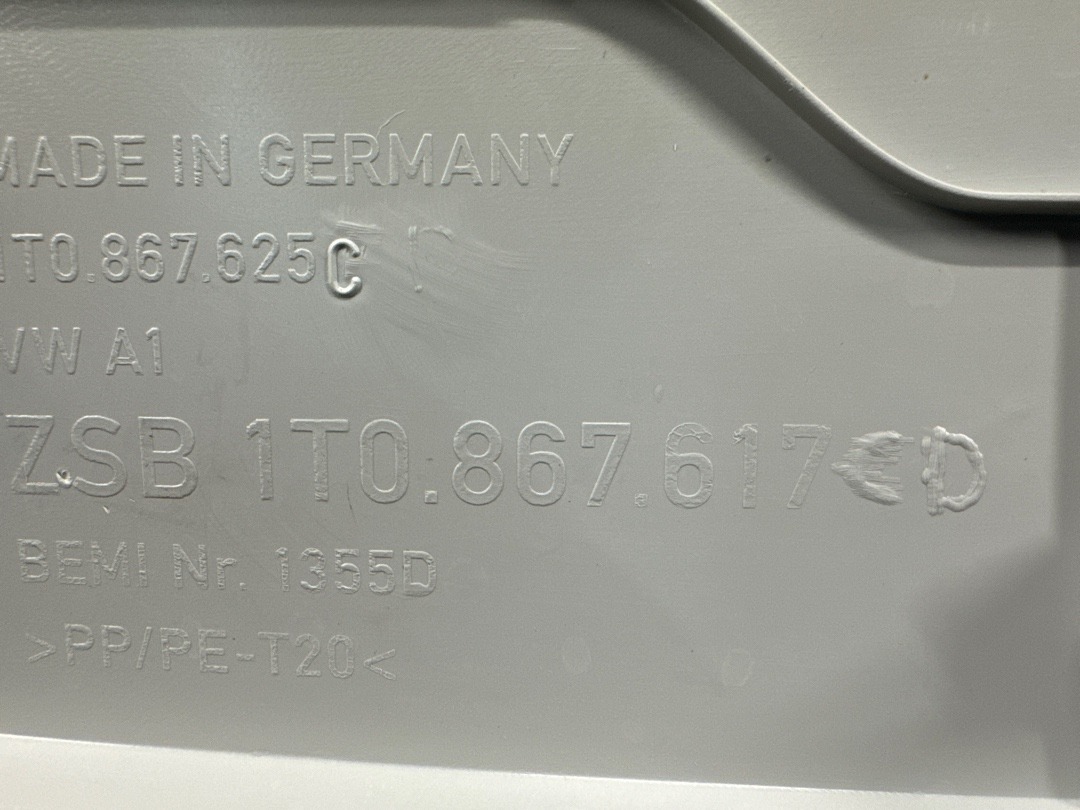 MADE IN GERMANY
1T0.867.625C
VW A1
ZSB 1T0.867.617 D
BEMI Nr. 1355D
>PP/PE-T20<